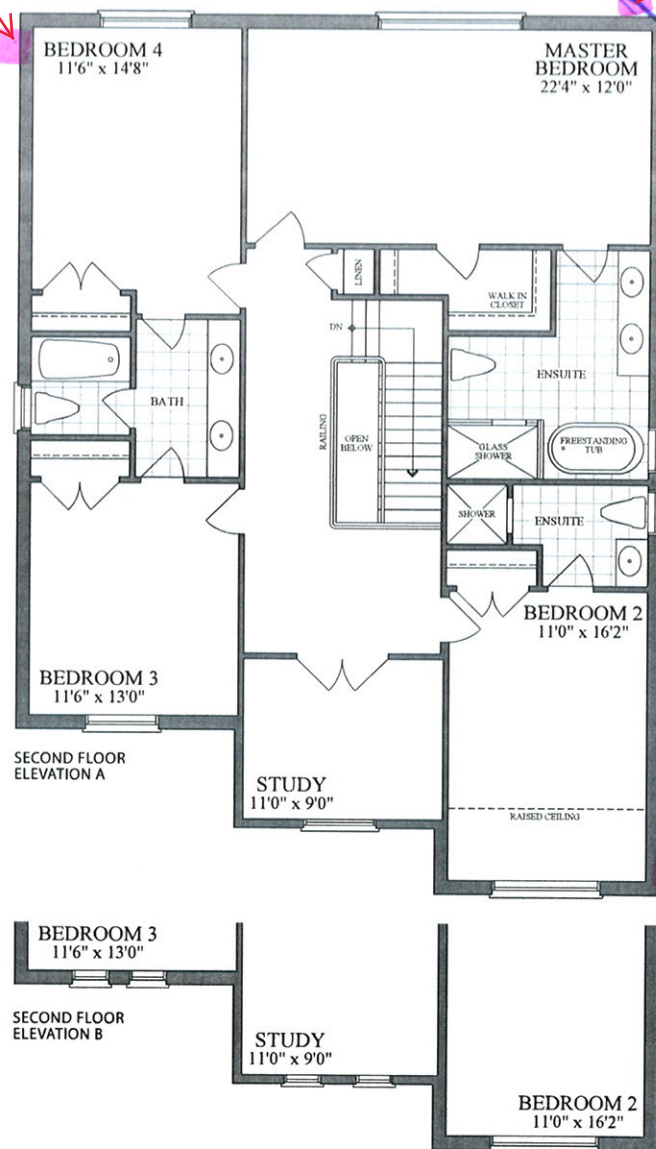 BEDROOM 4
11'6" x 14'8"
MASTER
BEDROOM
22'4" x 12'0"
LINEN
WALK IN
CLOSET
DN
ENSUITE
BATH
RAILING
OPEN
BELOW
GLASS
SHOWER
FREESTANDING
TUB
SHOWER
ENSUITE
BEDROOM 2
11'0" x 16'2"
BEDROOM 3
11'6" x 13'0"
SECOND FLOOR
ELEVATION A
STUDY
11'0" x 9'0"
RAISED CEILING
BEDROOM 3
11'6" x 13'0"
SECOND FLOOR
ELEVATION B
STUDY
11'0" x 9'0"
BEDROOM 2
11'0" x 16'2"